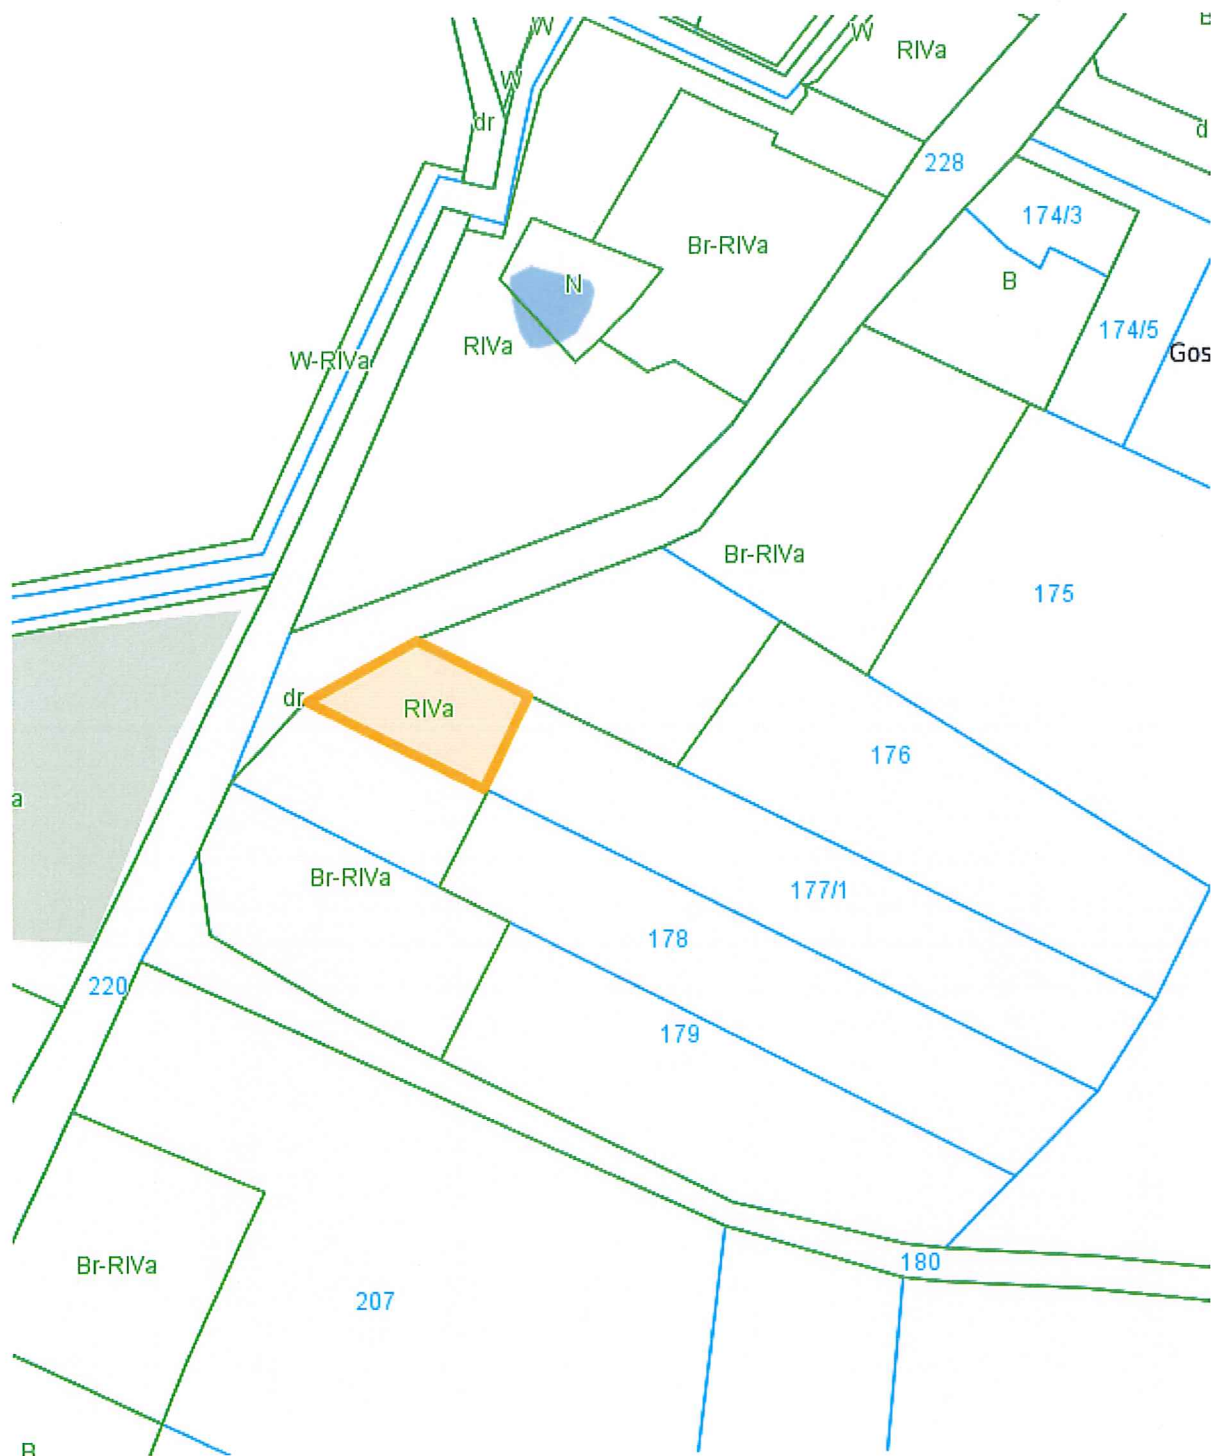 W
W
B
RIVa
W
dr
d
228
174/3
Br-RIVa
B
N
174/5
RIVa
Gos
W-RIVa
Br-RIVa
175
dr
RIVa
176
a
Br-RIVa
177/1
178
220
179
Br-RIVa
180
207
B